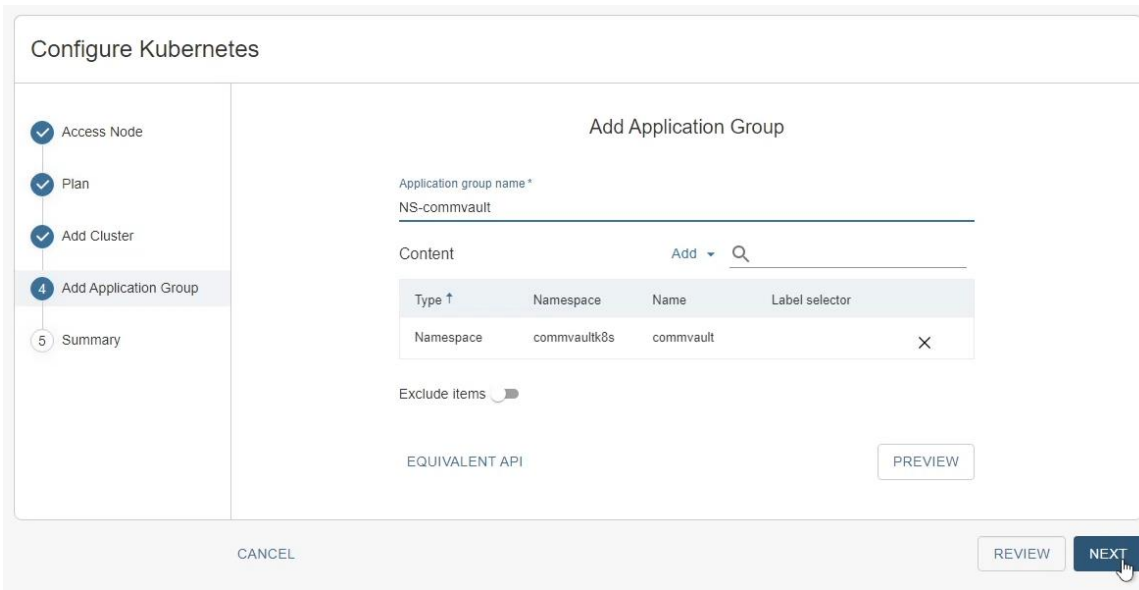 Configure Kubernetes
Access Node
Plan
Add Cluster
4 Add Application Group
5 Summary
Add Application Group
Application group name *
NS-commvault
Content Add
Type ↑ Namespace Name Label selector
Namespace commvaultk8s commvault
Exclude items
EQUIVALENT API PREVIEW
CANCEL REVIEW NEXT